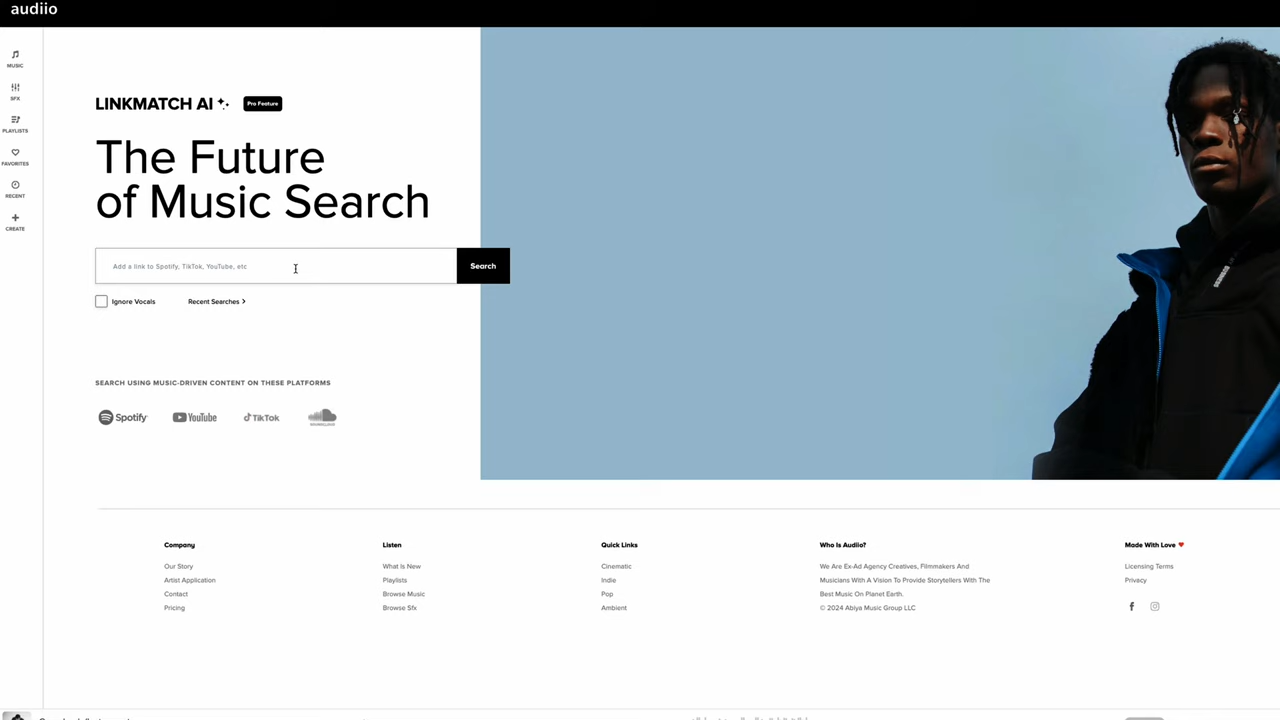 audiio
MUSIC
SFX
PLAYLISTS
FAVORITES
RECENT
CREATE
LINKMATCH AI
Pro Feature
The Future
of Music Search
Add a link to Spotify, TikTok, YouTube, etc
Search
Ignore Vocals
Recent Searches >
SEARCH USING MUSIC-DRIVEN CONTENT ON THESE PLATFORMS
Spotify
YouTube
TikTok
SOUNDCLOUD
Company
Our Story
Artist Application
Contact
Pricing
Listen
What Is New
Playlists
Browse Music
Browse Sfx
Quick Links
Cinematic
Indie
Pop
Ambient
Who Is Audiio?
We Are Ex-Ad Agency Creatives, Filmmakers And
Musicians With A Vision To Provide Storytellers With The
Best Music On Planet Earth.
© 2024 Abiya Music Group LLC
Made With Love ♥
Licensing Terms
Privacy